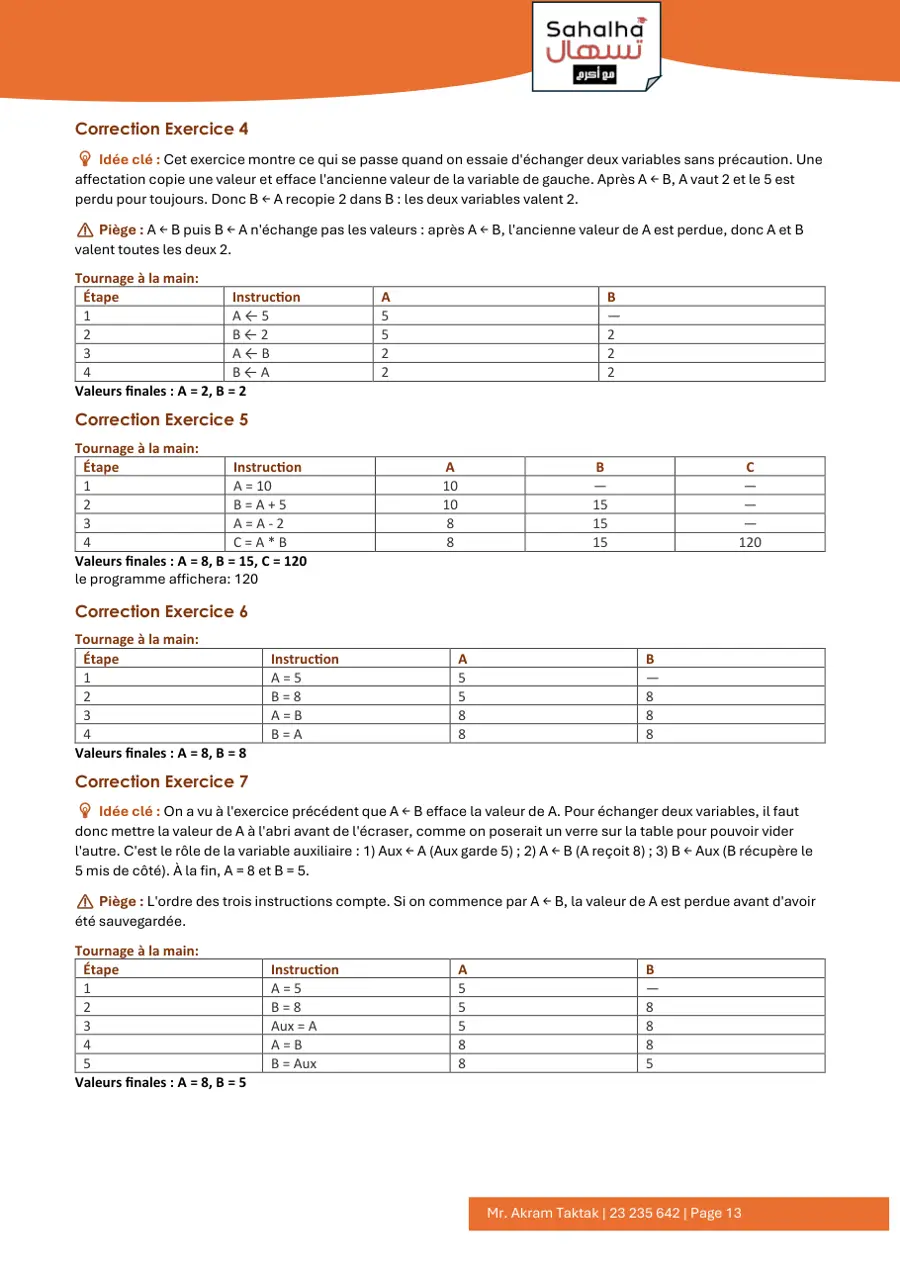 Sahalha
تسهال
مع أكرم
Correction Exercice 4
Idée clé : Cet exercice montre ce qui se passe quand on essaie d'échanger deux variables sans précaution. Une
affectation copie une valeur et efface l'ancienne valeur de la variable de gauche. Après A ← B, A vaut 2 et le 5 est
perdu pour toujours. Donc B ← A recopie 2 dans B : les deux variables valent 2.
Piège : A ← B puis B ← A n'échange pas les valeurs : après A ← B, l'ancienne valeur de A est perdue, donc A et B
valent toutes les deux 2.
Tournage à la main:
Étape Instruction A B
1 A ← 5 5 —
2 B ← 2 5 2
3 A ← B 2 2
4 B ← A 2 2
Valeurs finales : A = 2, B = 2
Correction Exercice 5
Tournage à la main:
Étape Instruction A B C
1 A = 10 10 — —
2 B = A + 5 10 15 —
3 A = A - 2 8 15 —
4 C = A * B 8 15 120
Valeurs finales : A = 8, B = 15, C = 120
le programme affichera: 120
Correction Exercice 6
Tournage à la main:
Étape Instruction A B
1 A = 5 5 —
2 B = 8 5 8
3 A = B 8 8
4 B = A 8 8
Valeurs finales : A = 8, B = 8
Correction Exercice 7
Idée clé : On a vu à l'exercice précédent que A ← B efface la valeur de A. Pour échanger deux variables, il faut
donc mettre la valeur de A à l'abri avant de l'écraser, comme on poserait un verre sur la table pour pouvoir vider
l'autre. C'est le rôle de la variable auxiliaire : 1) Aux ← A (Aux garde 5) ; 2) A ← B (A reçoit 8) ; 3) B ← Aux (B récupère le
5 mis de côté). À la fin, A = 8 et B = 5.
Piège : L'ordre des trois instructions compte. Si on commence par A ← B, la valeur de A est perdue avant d'avoir
été sauvegardée.
Tournage à la main:
Étape Instruction A B
1 A = 5 5 —
2 B = 8 5 8
3 Aux = A 5 8
4 A = B 8 8
5 B = Aux 8 5
Valeurs finales : A = 8, B = 5
Mr. Akram Taktak | 23 235 642 | Page 13